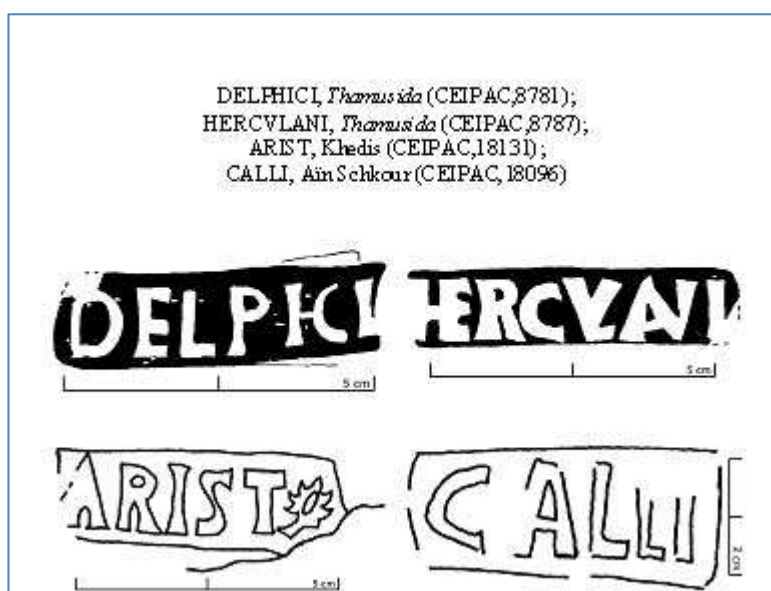 DELPHICI, Thamusida (CEIPAC,8781);
HERCVLANI, Thamusida (CEIPAC,8787);
ARIST, Khedis (CEIPAC,18131);
CALLI, Aïn Schkour (CEIPAC, 18096)
DELPHCI
HERCVLANI
5 cm
5 cm
ARIST
CALLI
5 cm
2 cm